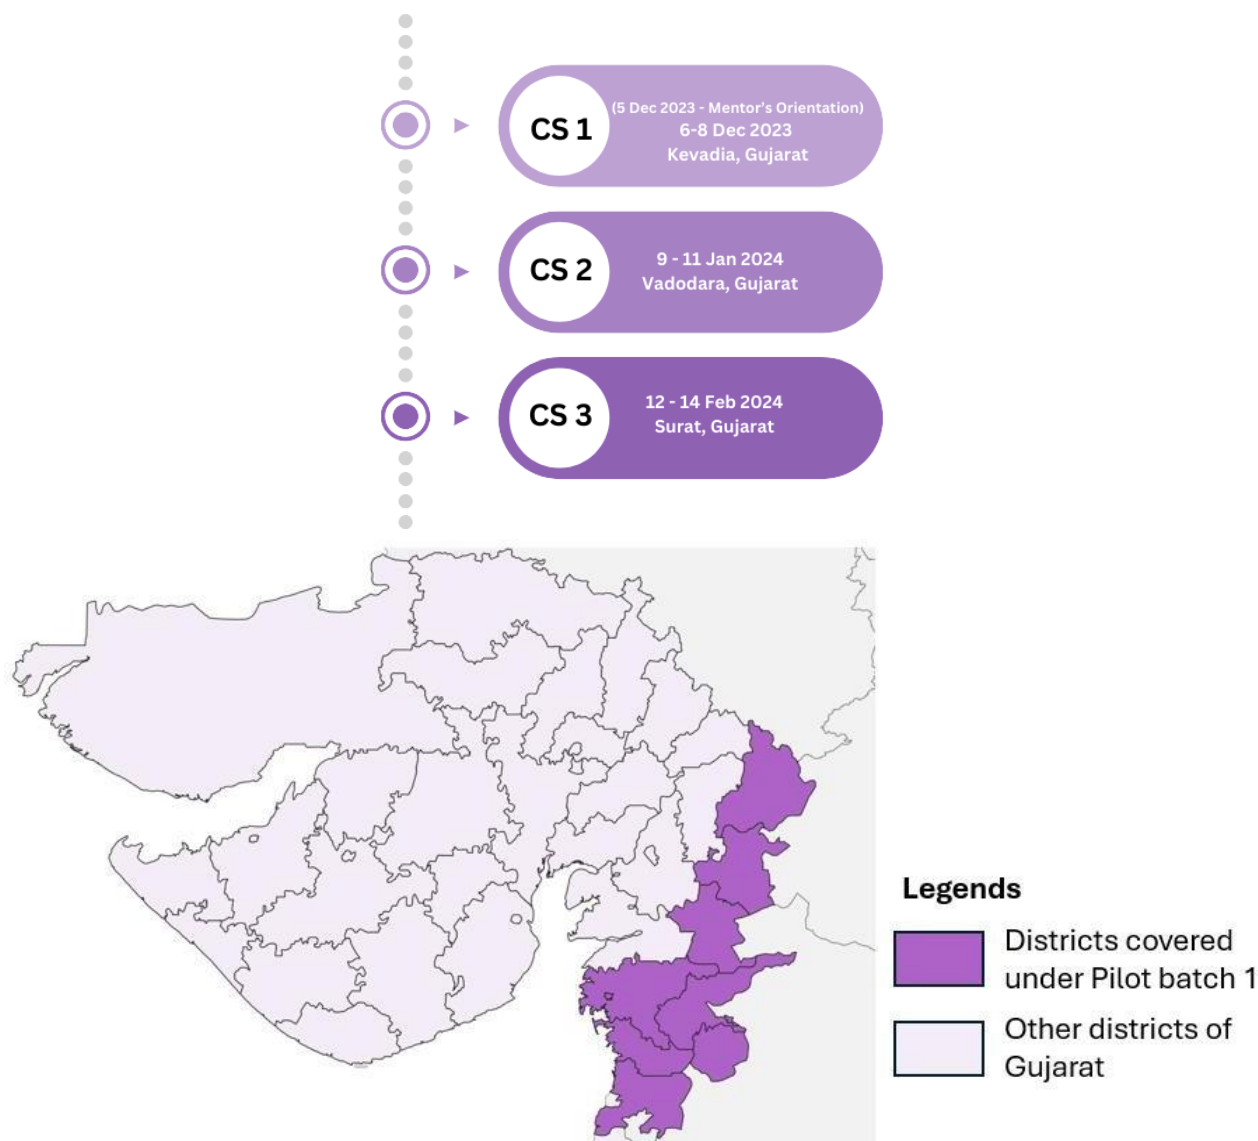 CS 1
(5 Dec 2023 - Mentor's Orientation)
6-8 Dec 2023
Kevadia, Gujarat
CS 2
9 - 11 Jan 2024
Vadodara, Gujarat
CS 3
12 - 14 Feb 2024
Surat, Gujarat
Legends
Districts covered
under Pilot batch 1
Other districts of
Gujarat